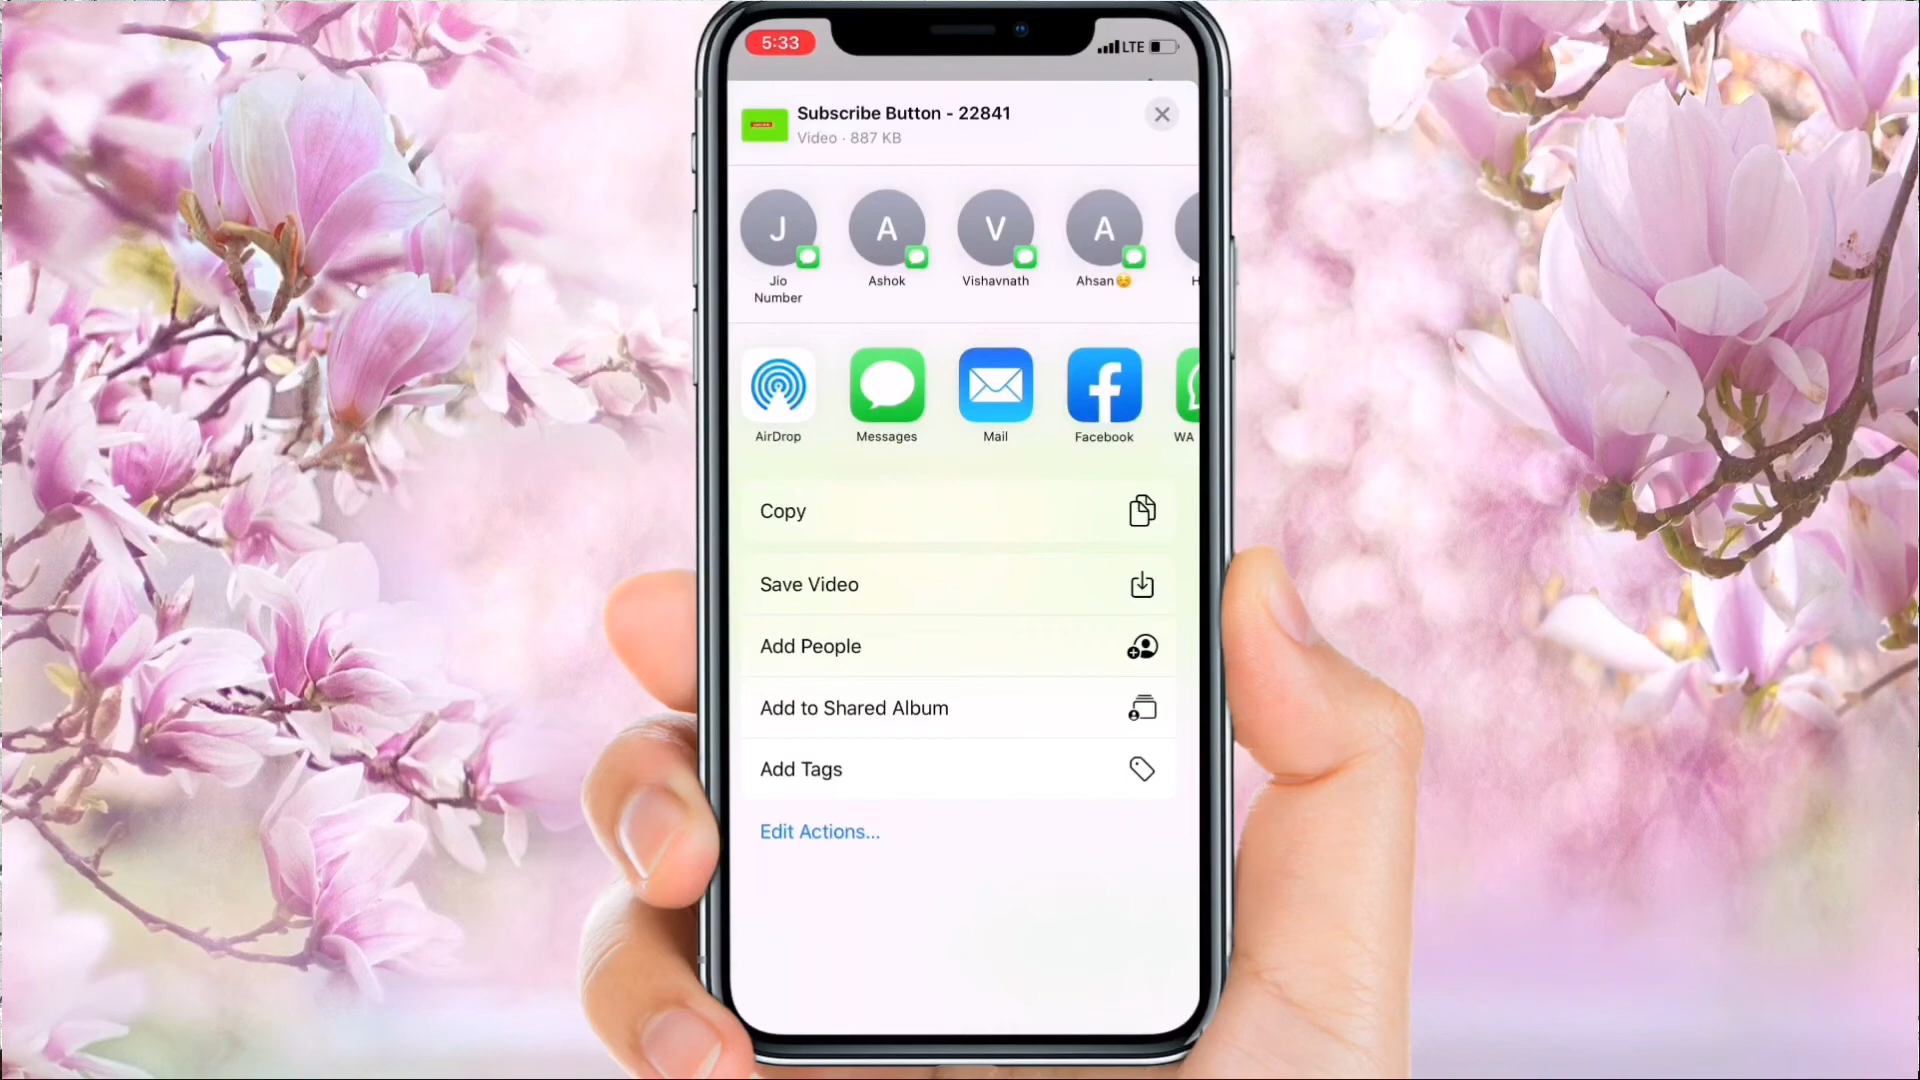 5:33
LTE
Subscribe Button - 22841
Video · 887 KB
J
A
V
A
Jio
Number
Ashok
Vishavnath
Ahsan☺️
H
AirDrop
Messages
Mail
Facebook
WA
Copy
Save Video
Add People
Add to Shared Album
Add Tags
Edit Actions...